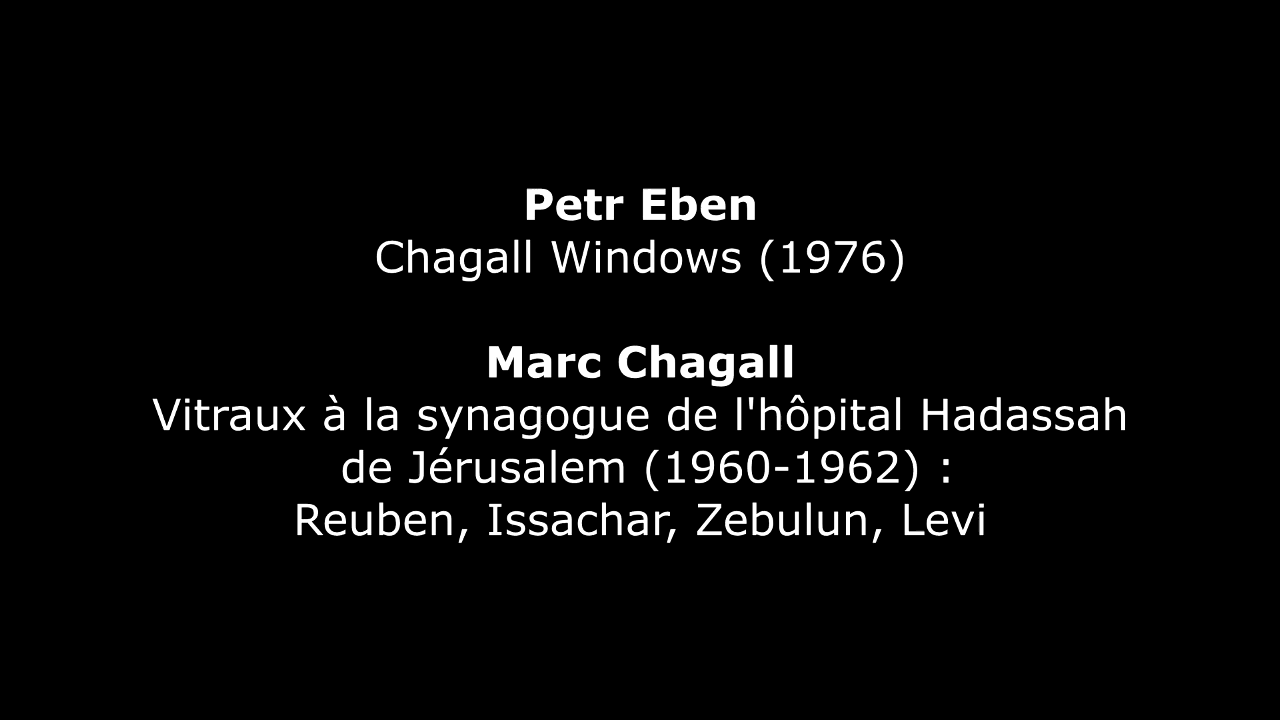 Petr Eben
Chagall Windows (1976)
Marc Chagall
Vitraux à la synagogue de l'hôpital Hadassah
de Jérusalem (1960-1962) :
Reuben, Issachar, Zebulun, Levi